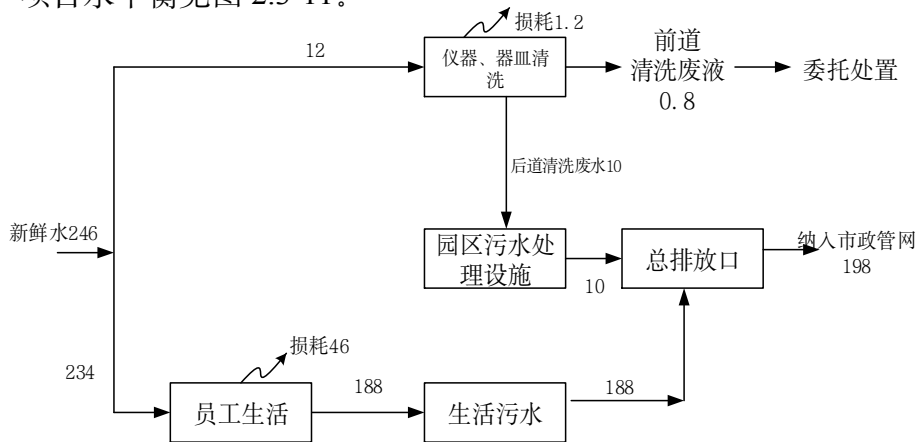 项目水平衡见图 2.3-11。
损耗1.2
12
仪器、器皿清
洗
前道
清洗废液
0.8
委托处置
后道清洗废水10
新鲜水246
园区污水处
理设施
10
总排放口
纳入市政管网
198
234
损耗46
员工生活
188
生活污水
188